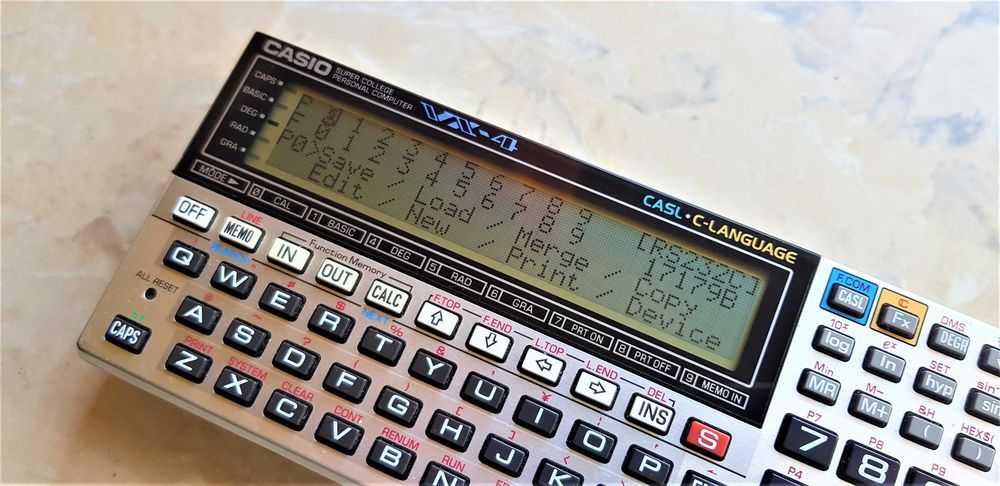 CASIO SUPER COLLEGE
PERSONAL COMPUTER
VX-4
CAPS
BASIC
DEG
RAD
GRA
P 0 1 2 3 4 5 6 7 8 9 [RS232C]
F 0 1 2 3 4 5 6 7 8 9 17179B
P0/Save / Load / Merge / Copy
Edit / New / Print / Device
CASL • C-LANGUAGE
MODE ▶ 0 CAL 1 BASIC 4 DEG 5 RAD 6 GRA 7 PRT ON 8 PRT OFF 9 MEMO IN
LINE
Function Memory
F.TOP F.END L.TOP L.END DEL
OFF MEMO IN OUT CALC ⇧ ⇩ ⇦ ⇨ INS S
SEARCH
NEXT
! " # $ % & ' ( )
Q W E R T Y U I O P
¥ : ;
ALL RESET
@ ~ ? ( ) [ ]
A S D F G H J K
PRINT SYSTEM CLEAR CONT RENUM RUN
CAPS Z X C V B N
E.COM C DMS
CASL Fx DEGR
10ˣ eˣ SET sin⁻
log ln hyp sin
Min M- &H HEX$(
MR M+ ( )
P7 P8 P9
7 8
P4